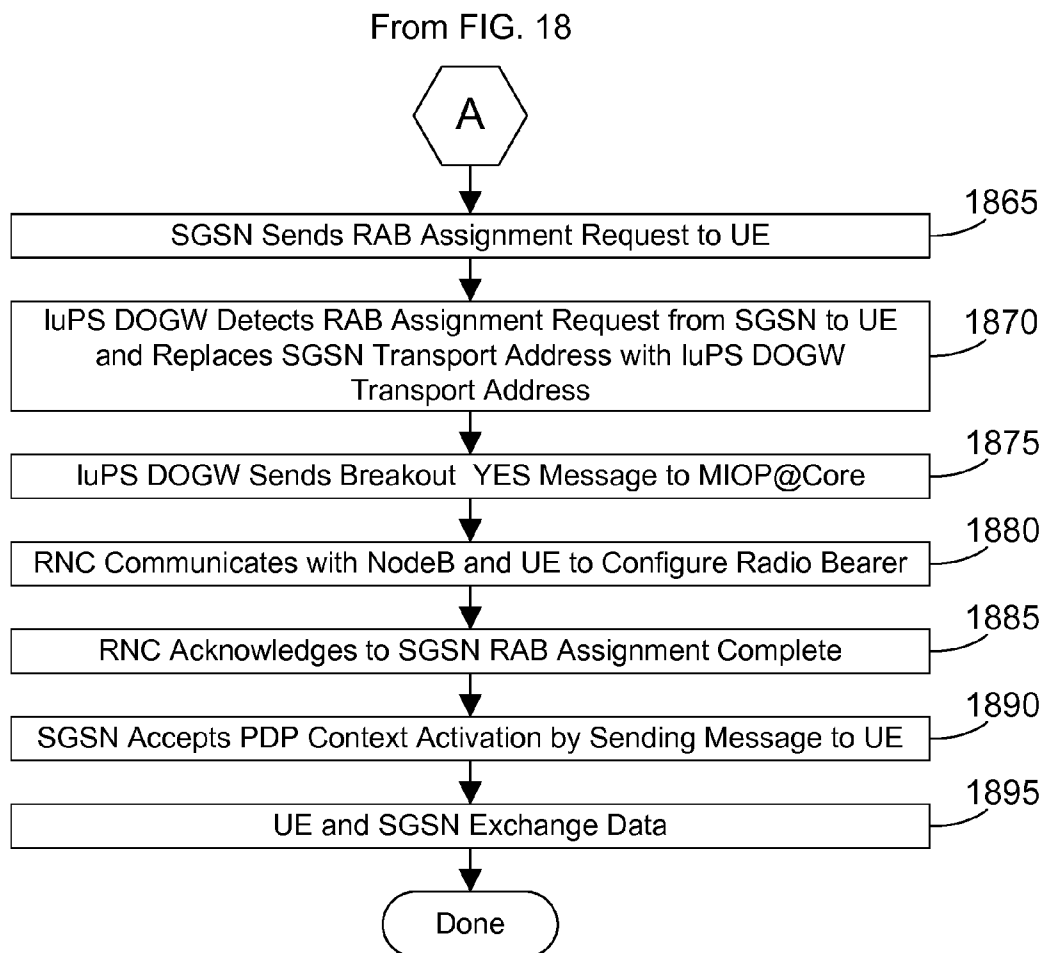 From FIG. 18
A
1865
SGSN Sends RAB Assignment Request to UE
1870
IuPS DOGW Detects RAB Assignment Request from SGSN to UE
and Replaces SGSN Transport Address with IuPS DOGW
Transport Address
1875
IuPS DOGW Sends Breakout YES Message to MIOP@Core
1880
RNC Communicates with NodeB and UE to Configure Radio Bearer
1885
RNC Acknowledges to SGSN RAB Assignment Complete
1890
SGSN Accepts PDP Context Activation by Sending Message to UE
1895
UE and SGSN Exchange Data
Done